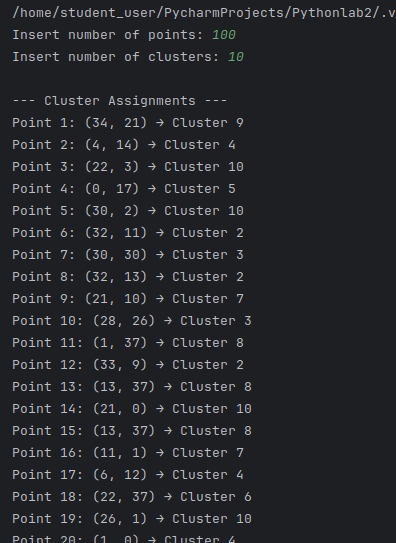 /home/student_user/PycharmProjects/Pythonlab2/.v
Insert number of points: 100
Insert number of clusters: 10
--- Cluster Assignments ---
Point 1: (34, 21) → Cluster 9
Point 2: (4, 14) → Cluster 4
Point 3: (22, 3) → Cluster 10
Point 4: (0, 17) → Cluster 5
Point 5: (30, 2) → Cluster 10
Point 6: (32, 11) → Cluster 2
Point 7: (30, 30) → Cluster 3
Point 8: (32, 13) → Cluster 2
Point 9: (21, 10) → Cluster 7
Point 10: (28, 26) → Cluster 3
Point 11: (1, 37) → Cluster 8
Point 12: (33, 9) → Cluster 2
Point 13: (13, 37) → Cluster 8
Point 14: (21, 0) → Cluster 10
Point 15: (13, 37) → Cluster 8
Point 16: (11, 1) → Cluster 7
Point 17: (6, 12) → Cluster 4
Point 18: (22, 37) → Cluster 6
Point 19: (26, 1) → Cluster 10
Point 20: (1, 0) → Cluster 4